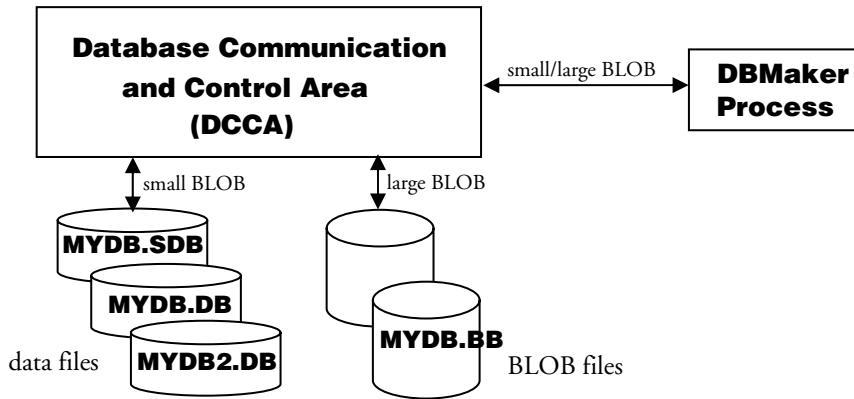 Database Communication
and Control Area
(DCCA)
small/large BLOB
DBMaker
Process
small BLOB
large BLOB
MYDB.SDB
MYDB.DB
MYDB2.DB
MYDB.BB
data files
BLOB files